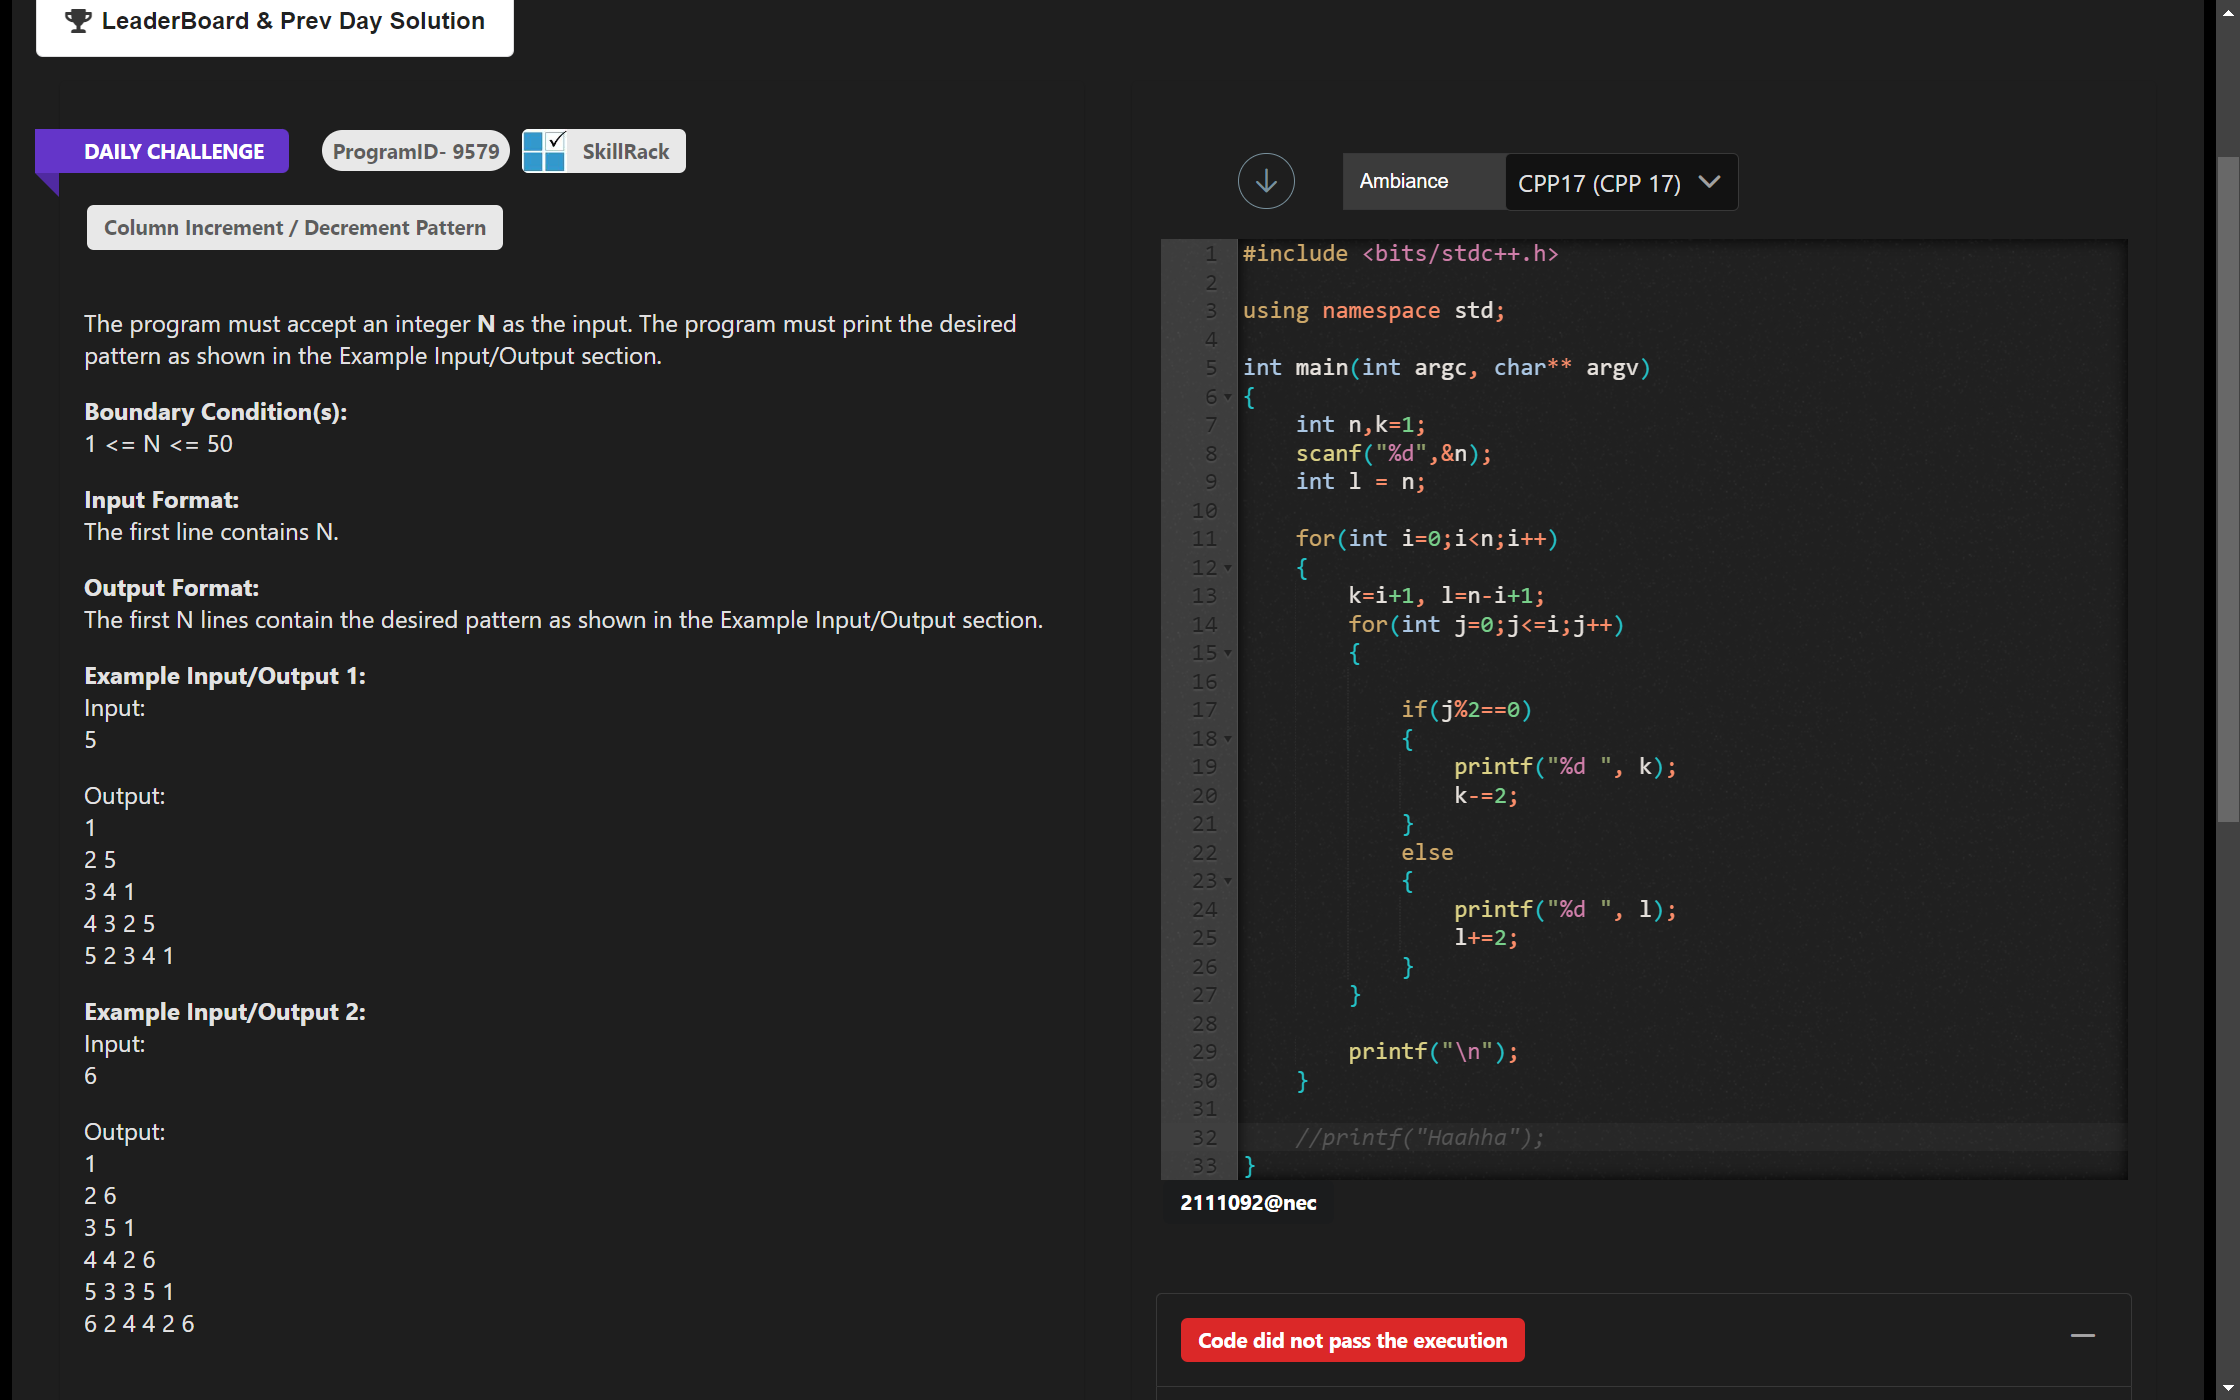 LeaderBoard & Prev Day Solution
DAILY CHALLENGE
ProgramID- 9579
SkillRack
Column Increment / Decrement Pattern
The program must accept an integer N as the input. The program must print the desired
pattern as shown in the Example Input/Output section.
Boundary Condition(s):
1 <= N <= 50
Input Format:
The first line contains N.
Output Format:
The first N lines contain the desired pattern as shown in the Example Input/Output section.
Example Input/Output 1:
Input:
5
Output:
1
2 5
3 4 1
4 3 2 5
5 2 3 4 1
Example Input/Output 2:
Input:
6
Output:
1
2 6
3 5 1
4 4 2 6
5 3 3 5 1
6 2 4 4 2 6
Ambiance
CPP17 (CPP 17)
1 #include <bits/stdc++.h>
2
3 using namespace std;
4
5 int main(int argc, char** argv)
6 {
7     int n,k=1;
8     scanf("%d",&n);
9     int l = n;
10
11     for(int i=0;i<n;i++)
12     {
13         k=i+1, l=n-i+1;
14         for(int j=0;j<=i;j++)
15         {
16
17             if(j%2==0)
18             {
19                 printf("%d ", k);
20                 k-=2;
21             }
22             else
23             {
24                 printf("%d ", l);
25                 l+=2;
26             }
27         }
28
29         printf("\n");
30     }
31
32     //printf("Haahha");
33 }
2111092@nec
Code did not pass the execution